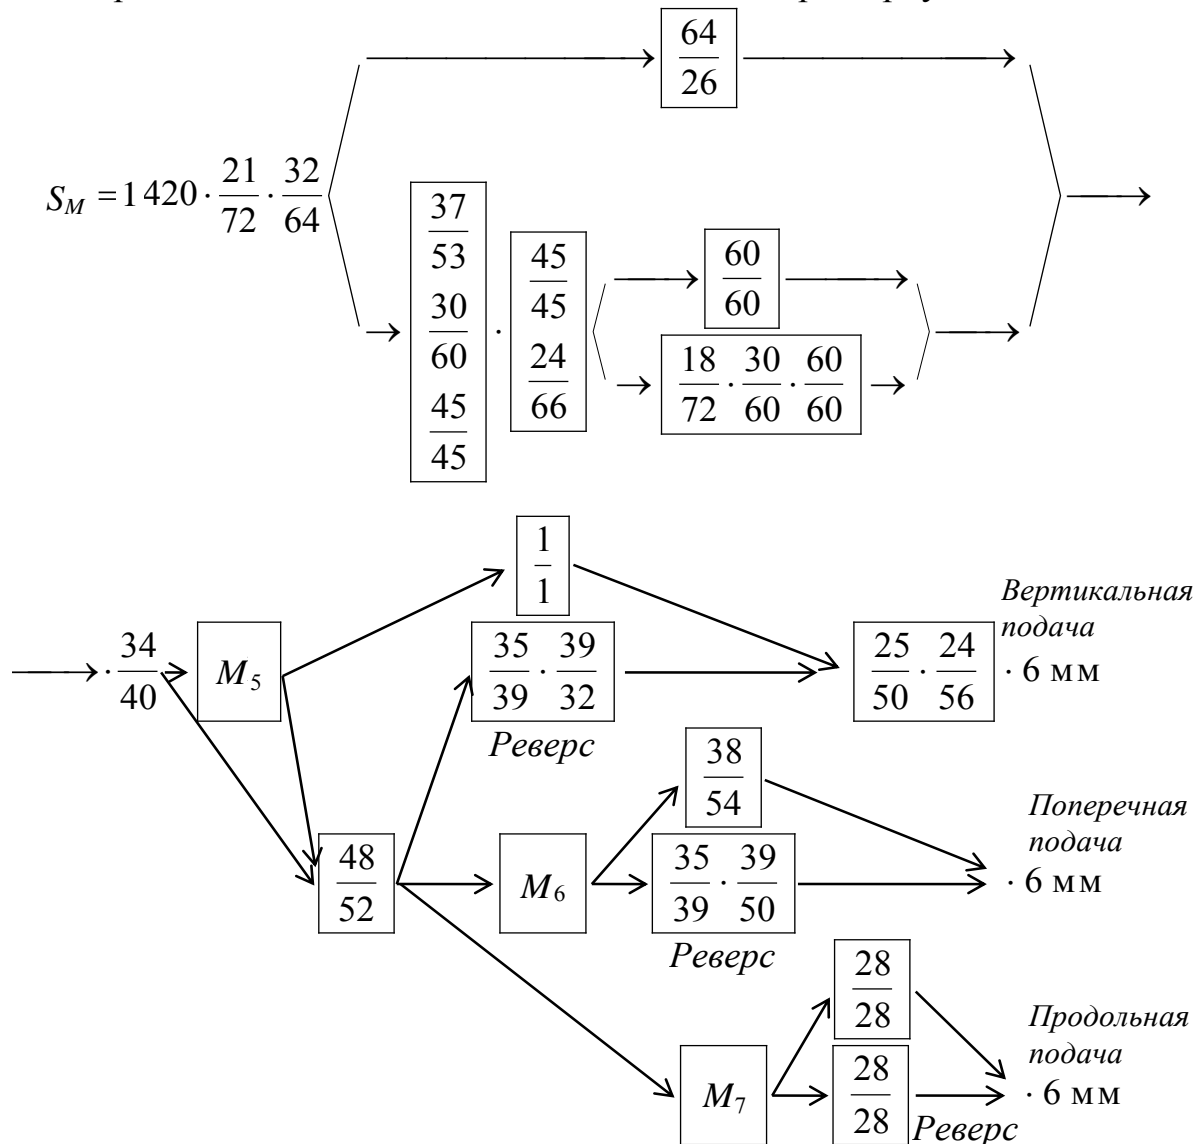 64
26
S_M = 1420 · 21/72 · 32/64
37
53
30
60
45
45
·
45
45
24
66
60
60
18/72 · 30/60 · 60/60
1
1
Вертикальная
подача
· 34/40
M₅
35/39 · 39/32
25/50 · 24/56 · 6 мм
Реверс
38
54
Поперечная
подача
48
52
M₆
35/39 · 39/50
· 6 мм
Реверс
28
28
Продольная
подача
M₇
28
28
· 6 мм
Реверс